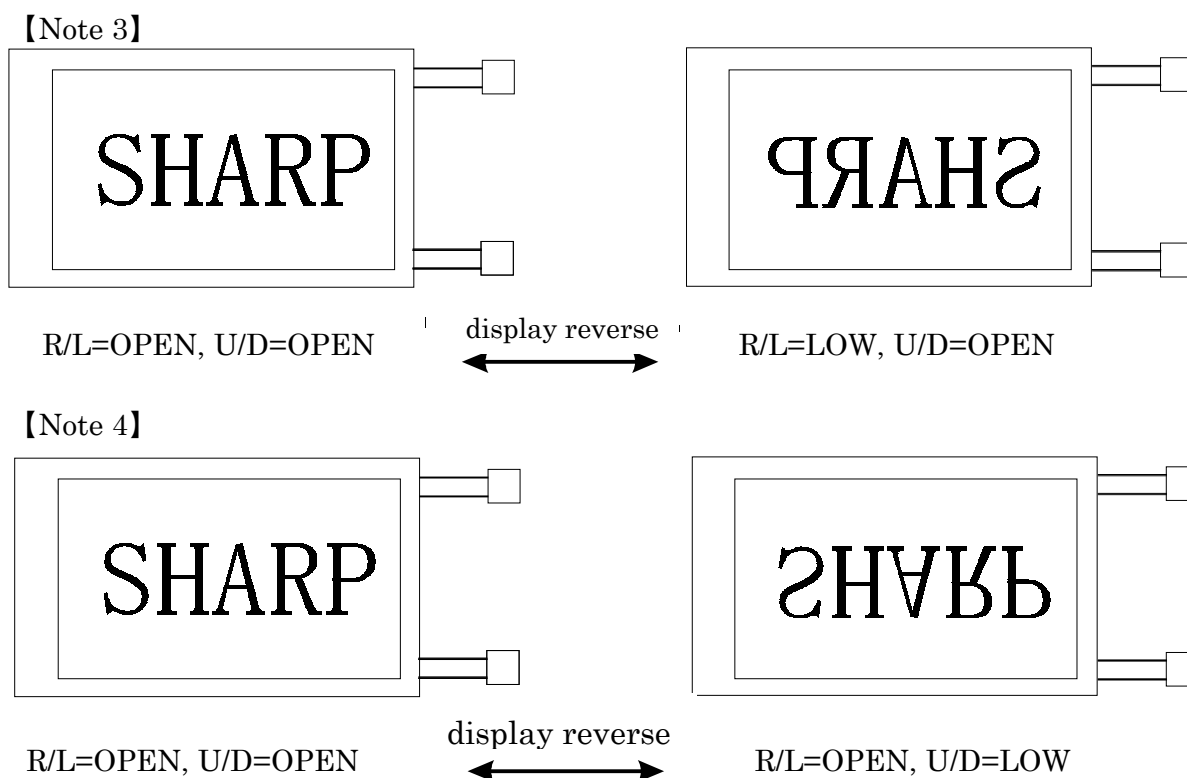 【Note 3】
SHARP
SHARP
R/L=OPEN, U/D=OPEN
display reverse
R/L=LOW, U/D=OPEN
【Note 4】
SHARP
SHARP
R/L=OPEN, U/D=OPEN
display reverse
R/L=OPEN, U/D=LOW